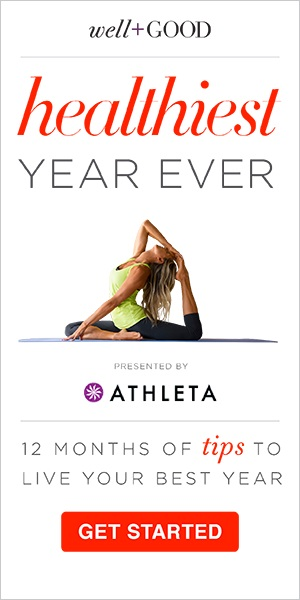 well+GOOD
healthiest
YEAR EVER
PRESENTED BY
ATHLETA
12 MONTHS OF tips TO
LIVE YOUR BEST YEAR
GET STARTED